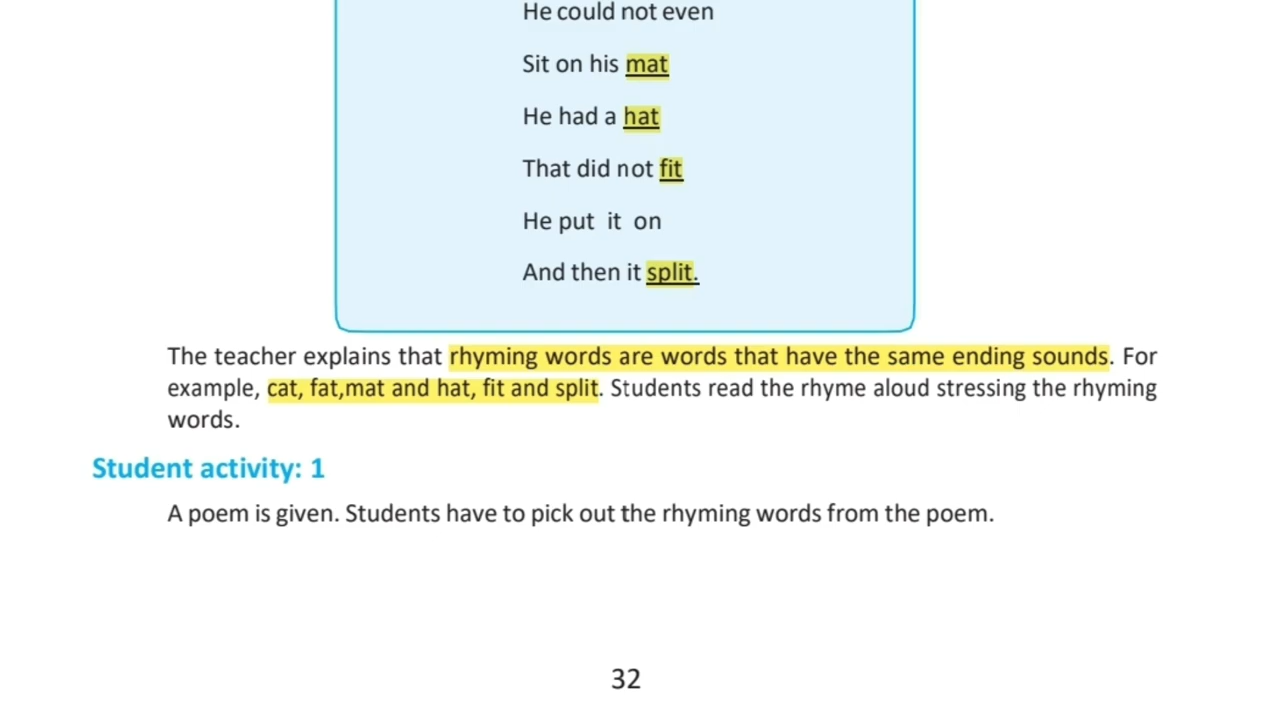 He could not even
Sit on his mat
He had a hat
That did not fit
He put it on
And then it split.
The teacher explains that rhyming words are words that have the same ending sounds. For
example, cat, fat,mat and hat, fit and split. Students read the rhyme aloud stressing the rhyming
words.
Student activity: 1
A poem is given. Students have to pick out the rhyming words from the poem.
32